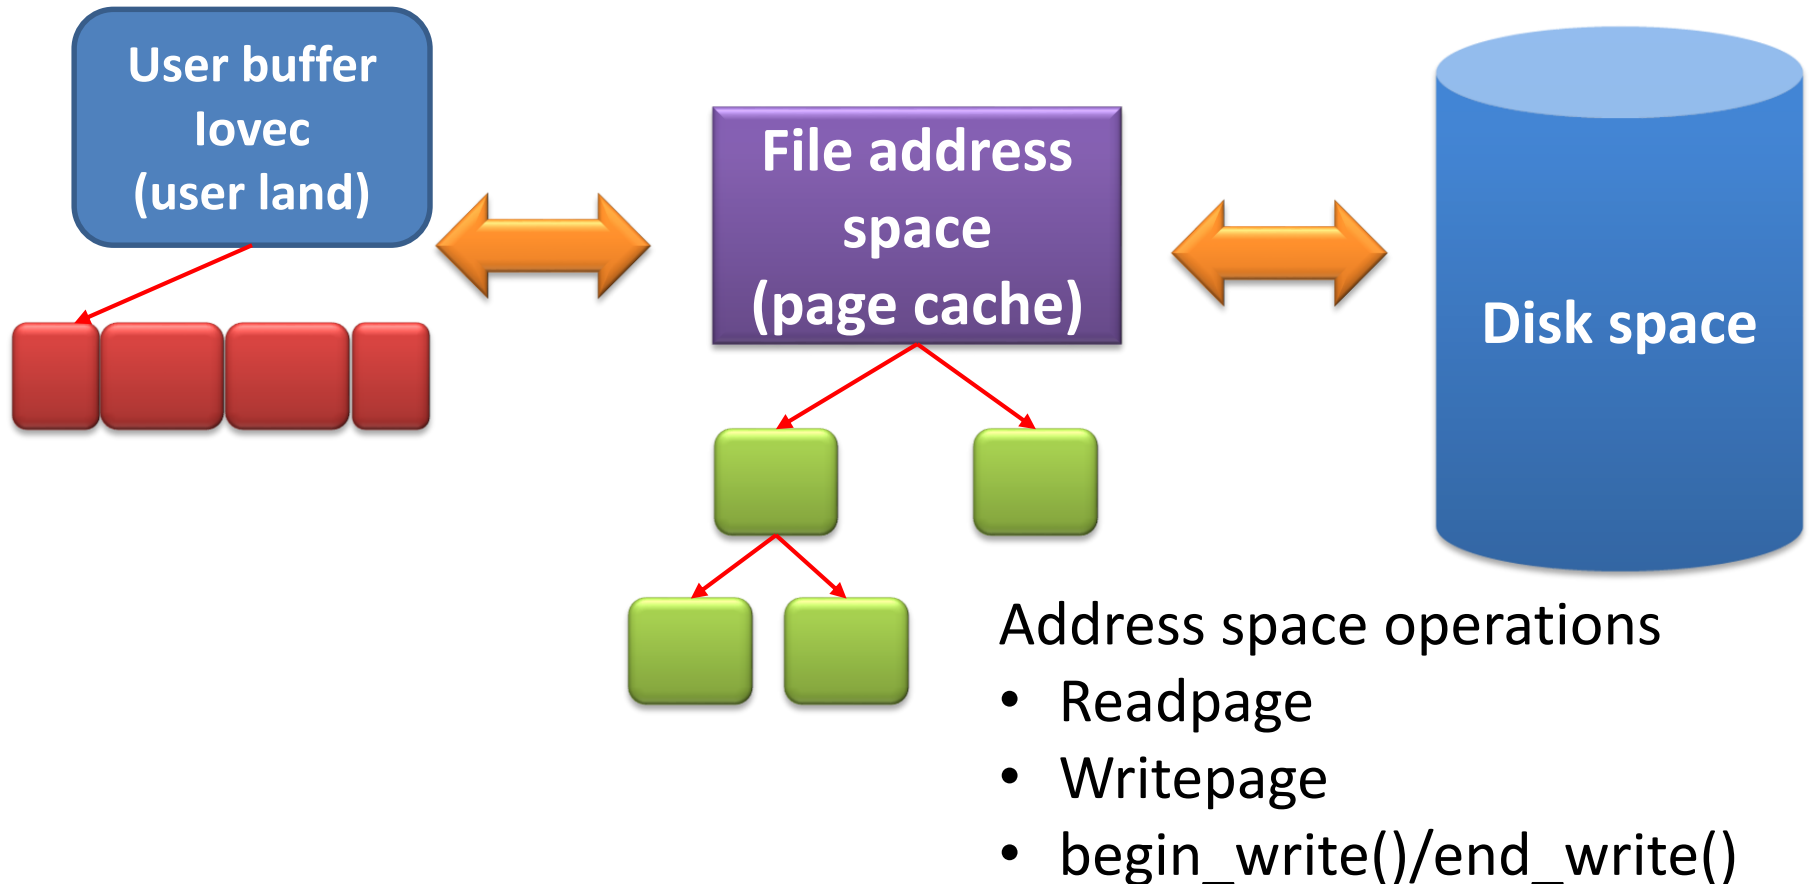 User buffer
Iovec
(user land)
File address
space
(page cache)
Disk space
Address space operations
• Readpage
• Writepage
• begin_write()/end_write()